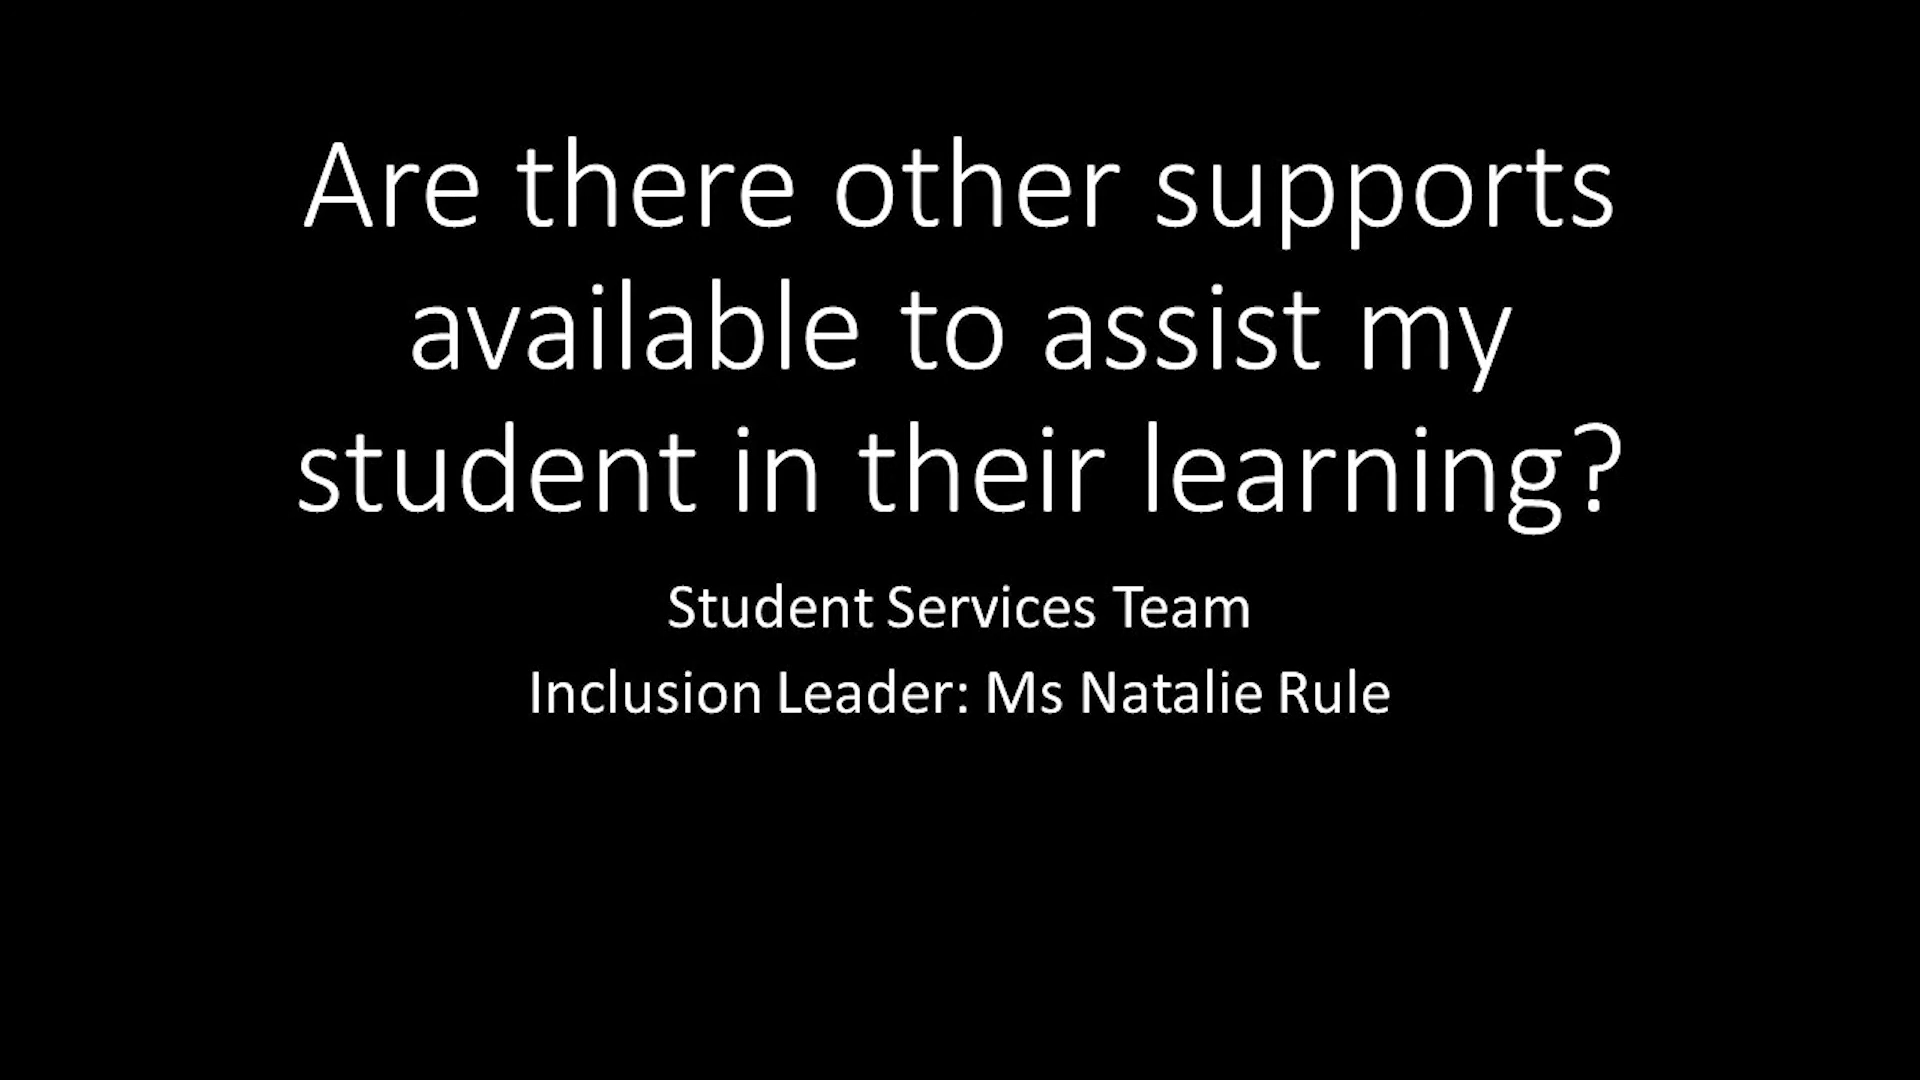 Are there other supports
available to assist my
student in their learning?
Student Services Team
Inclusion Leader: Ms Natalie Rule